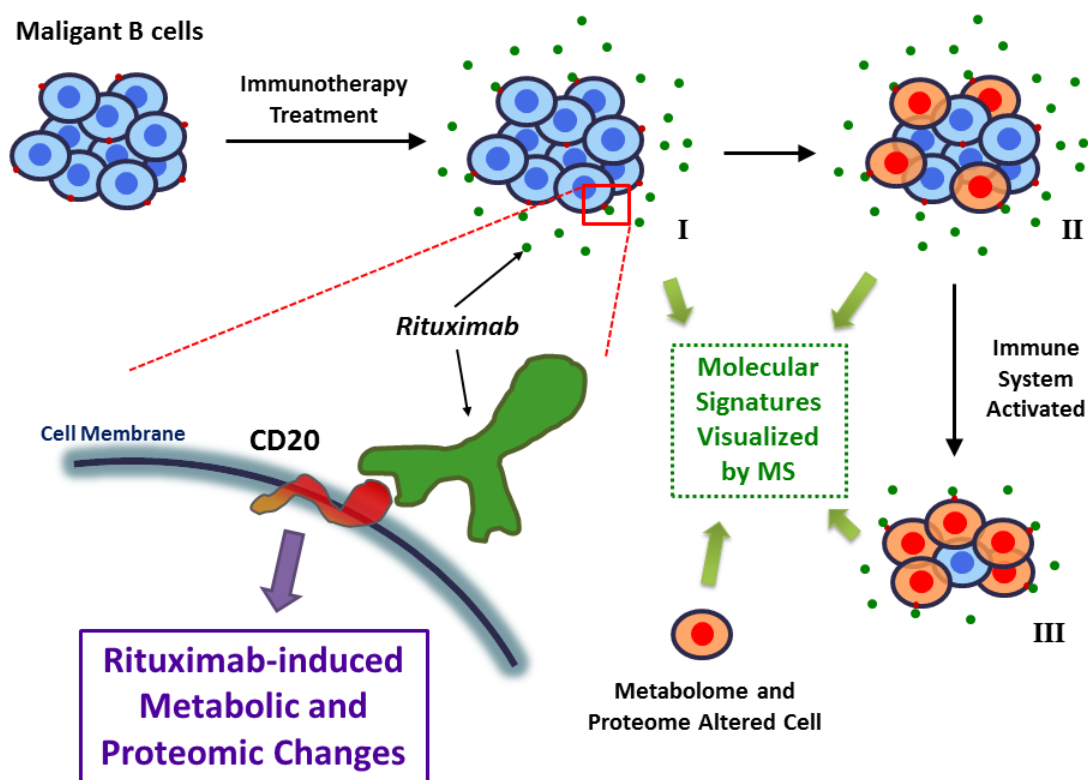 Maligant B cells
Immunotherapy
Treatment
I
II
Rituximab
Immune
System
Activated
Molecular
Signatures
Visualized
by MS
Cell Membrane
CD20
III
Rituximab-induced
Metabolic and
Proteomic Changes
Metabolome and
Proteome Altered Cell